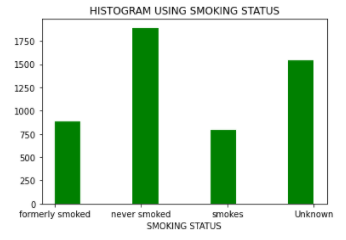 HISTOGRAM USING SMOKING STATUS
1750
1500
1250
1000
750
500
250
0
formerly smoked never smoked smokes Unknown
SMOKING STATUS